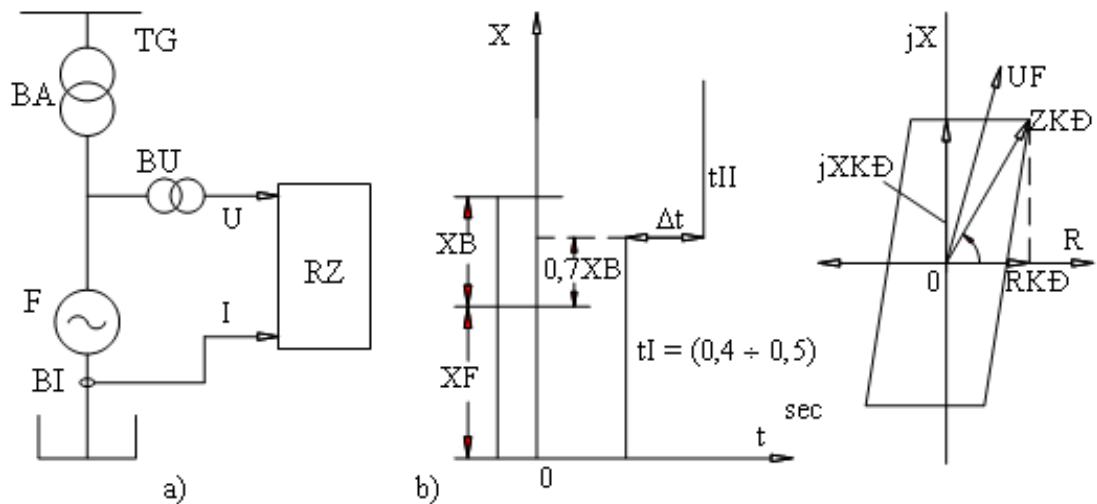 TG
BA
BU
U
RZ
F
I
BI
a)
X
tII
XB
Δt
0,7XB
XF
tI = (0,4 ÷ 0,5)
sec
t
0
b)
jX
UF
ZKĐ
jXKĐ
R
0
RKĐ